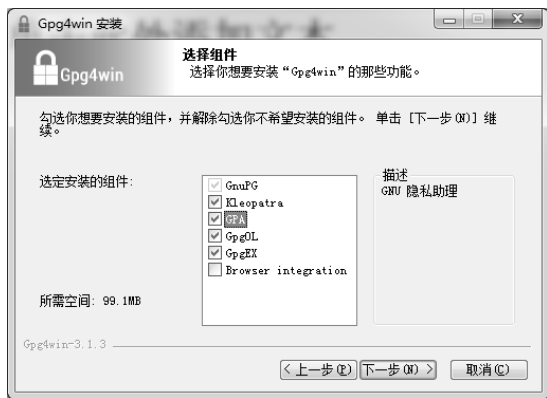 Gpg4win 安装
Gpg4win
选择组件
选择你想要安装“Gpg4win”的那些功能。
勾选你想要安装的组件，并解除勾选你不希望安装的组件。 单击 [下一步(N)] 继
续。
选定安装的组件:
GnuPG
Kleopatra
GPA
GpgOL
GpgEX
Browser integration
描述
GNU 隐私助理
所需空间: 99.1MB
Gpg4win-3.1.3
< 上一步(P)
下一步(N) >
取消(C)